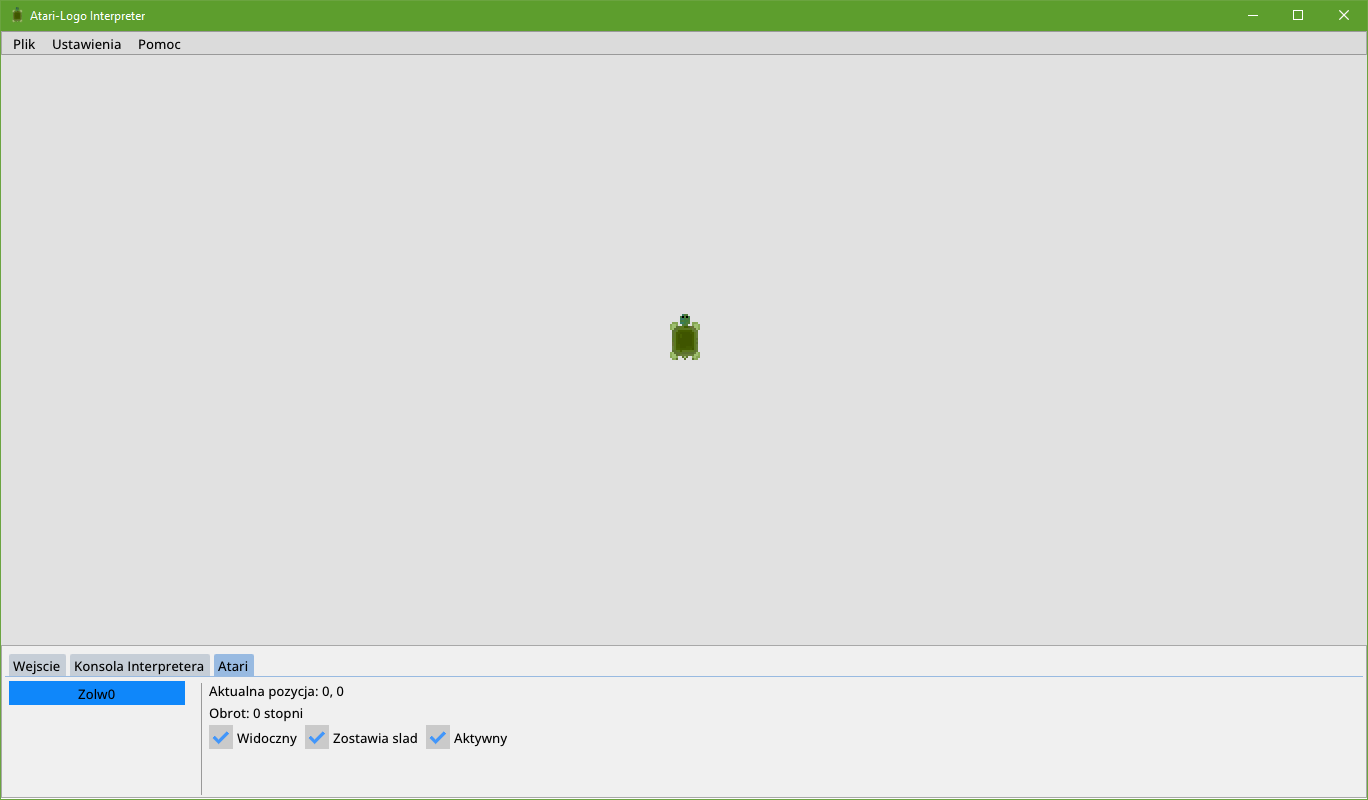 Atari-Logo Interpreter
Plik Ustawienia Pomoc
Wejscie Konsola Interpretera Atari
Zolw0
Aktualna pozycja: 0, 0
Obrot: 0 stopni
Widoczny Zostawia slad Aktywny